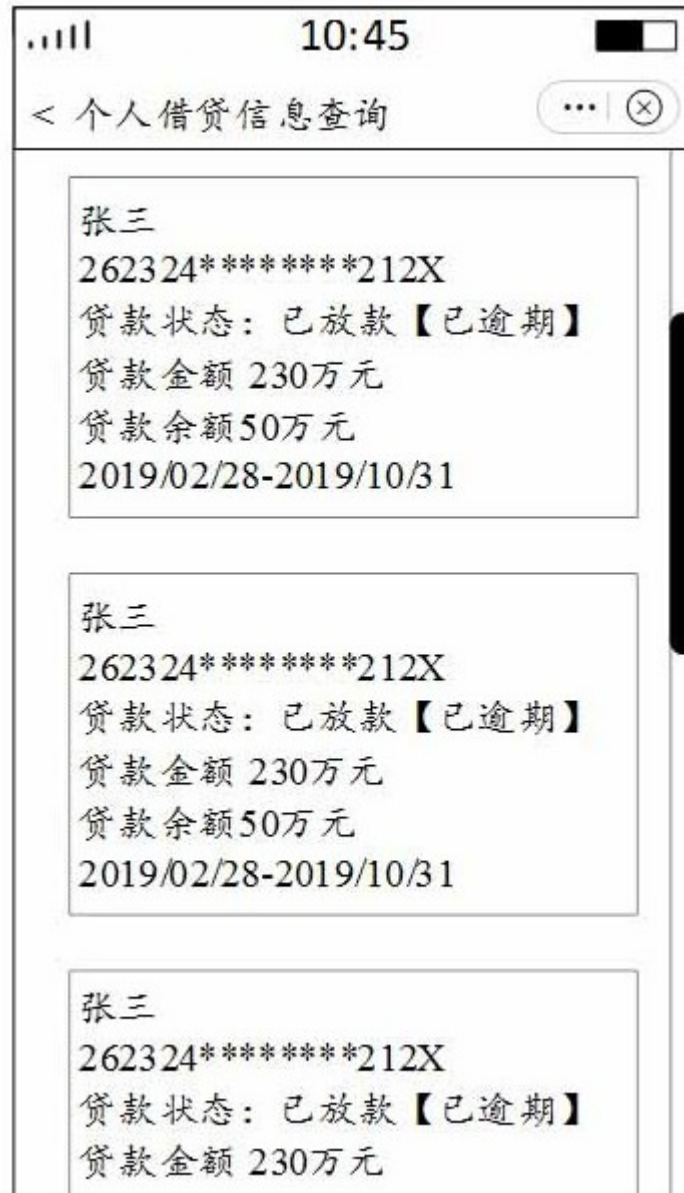 10:45
< 个人借贷信息查询
张三
262324********212X
贷款状态：已放款【已逾期】
贷款金额 230万元
贷款余额50万元
2019/02/28-2019/10/31
张三
262324********212X
贷款状态：已放款【已逾期】
贷款金额 230万元
贷款余额50万元
2019/02/28-2019/10/31
张三
262324********212X
贷款状态：已放款【已逾期】
贷款金额 230万元